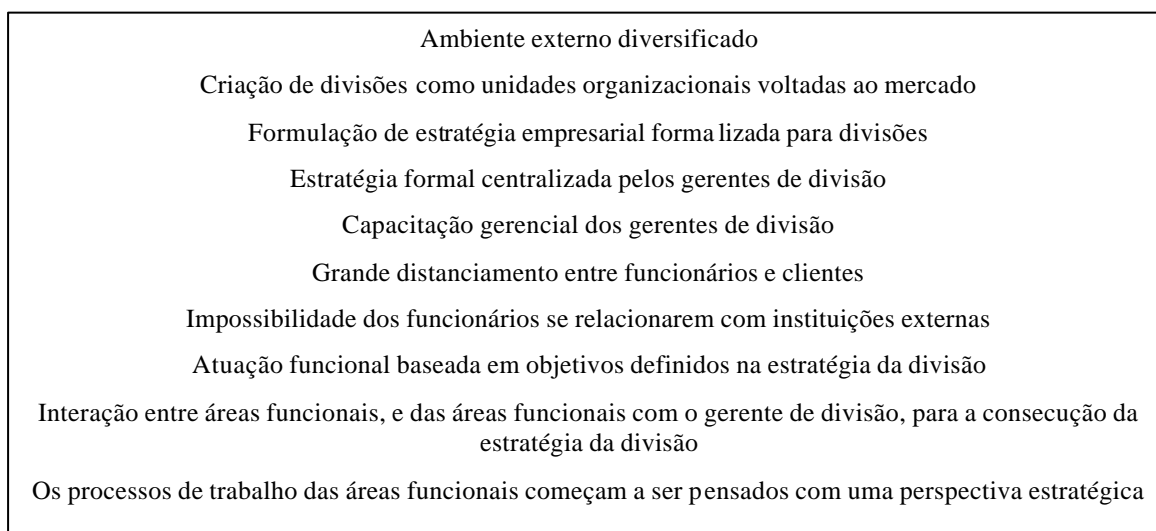 Ambiente externo diversificado
Criação de divisões como unidades organizacionais voltadas ao mercado
Formulação de estratégia empresarial forma lizada para divisões
Estratégia formal centralizada pelos gerentes de divisão
Capacitação gerencial dos gerentes de divisão
Grande distanciamento entre funcionários e clientes
Impossibilidade dos funcionários se relacionarem com instituições externas
Atuação funcional baseada em objetivos definidos na estratégia da divisão
Interação entre áreas funcionais, e das áreas funcionais com o gerente de divisão, para a consecução da
estratégia da divisão
Os processos de trabalho das áreas funcionais começam a ser pensados com uma perspectiva estratégica